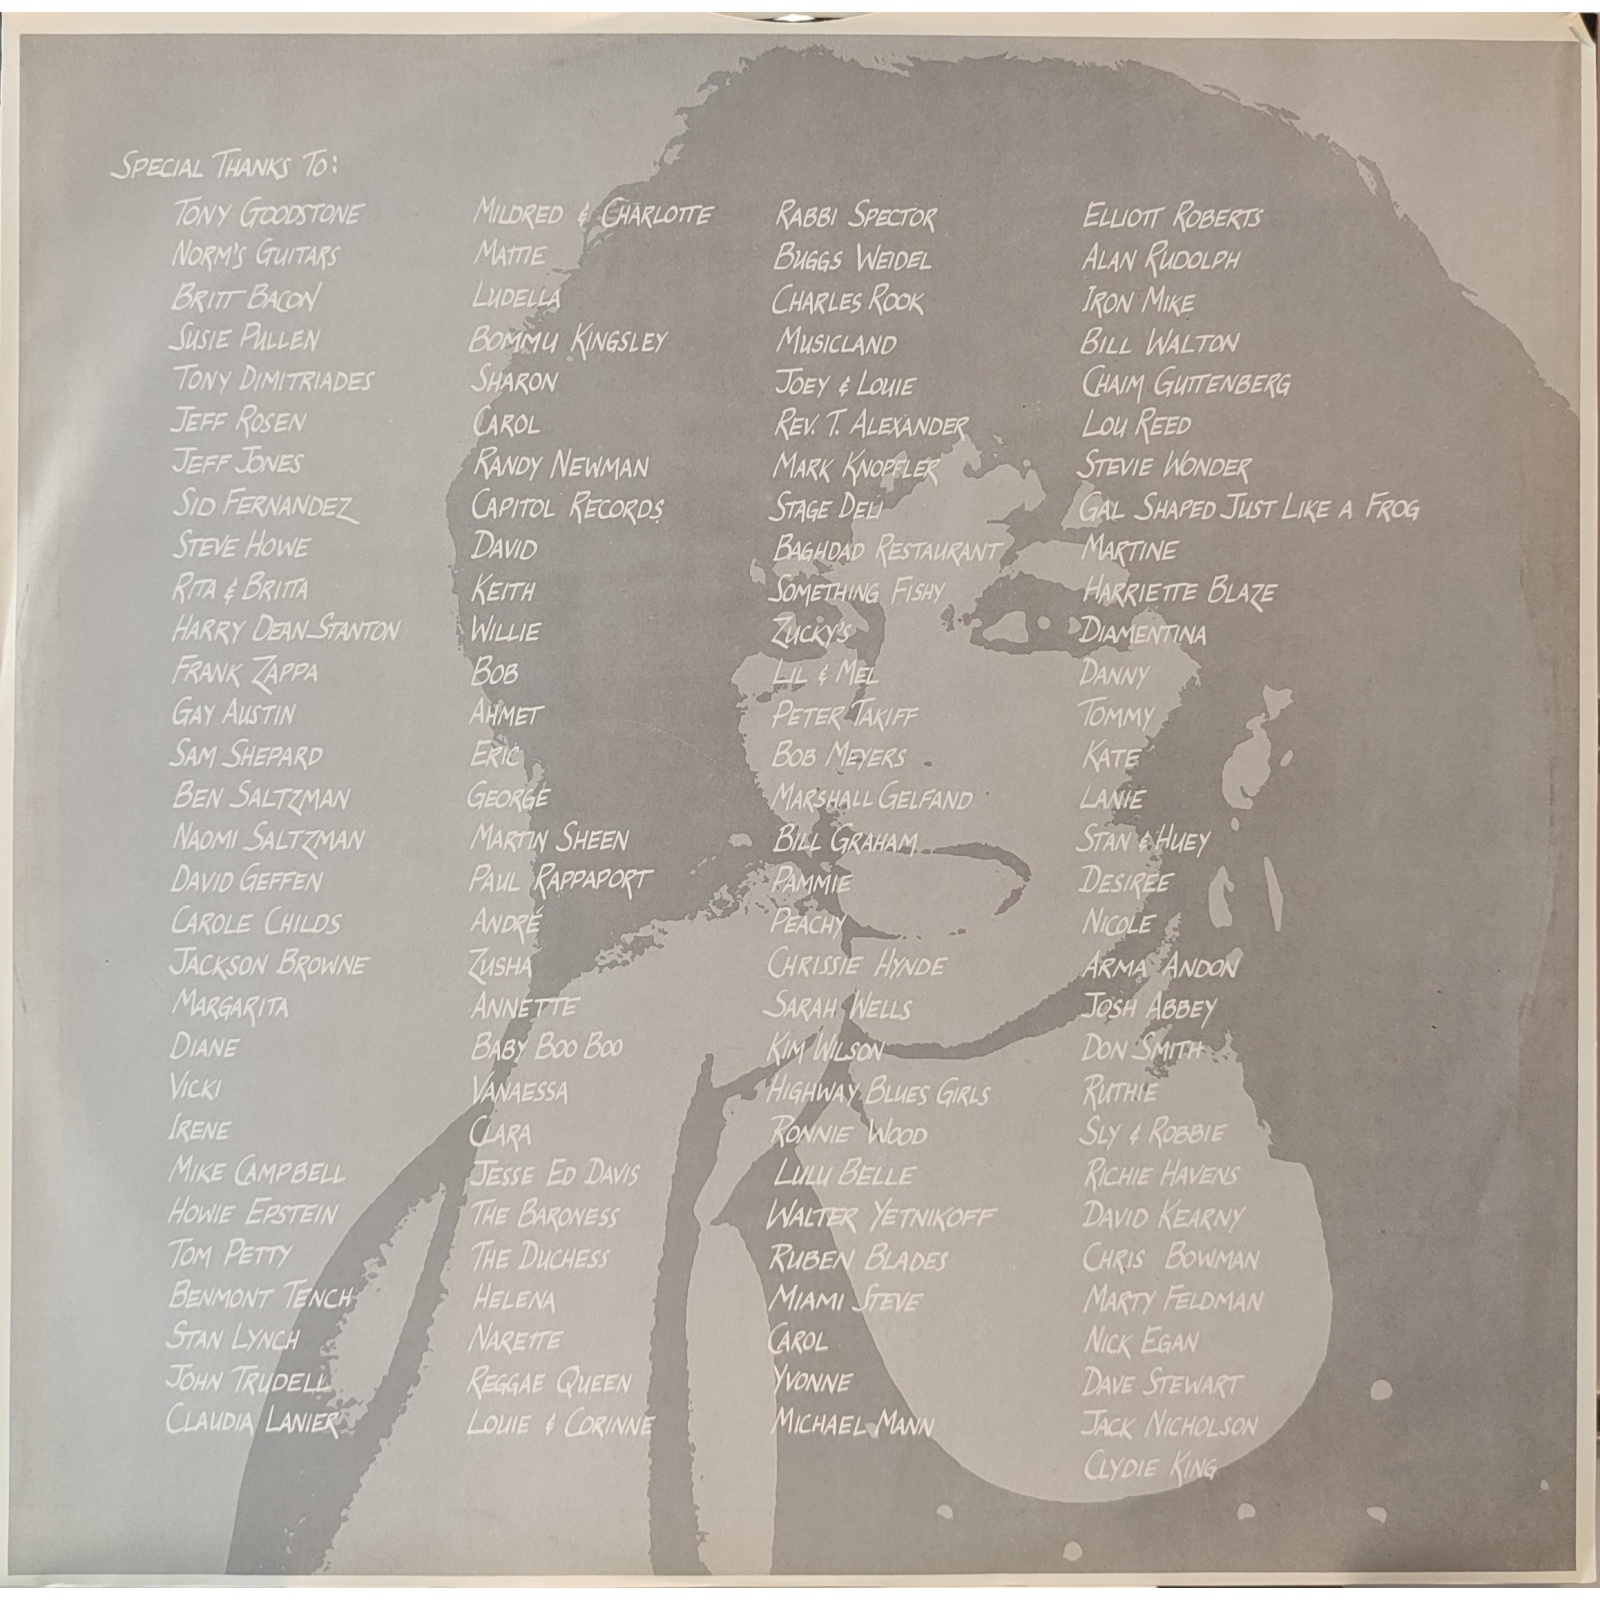 SPECIAL THANKS TO:
TONY GOODSTONE
NORM'S GUITARS
BRITT BACON
SUSIE PULLEN
TONY DIMITRIADES
JEFF ROSEN
JEFF JONES
SID FERNANDEZ
STEVE HOWE
RITA & BRITTA
HARRY DEAN STANTON
FRANK ZAPPA
GAY AUSTIN
SAM SHEPARD
BEN SALTZMAN
NAOMI SALTZMAN
DAVID GEFFEN
CAROLE CHILDS
JACKSON BROWNE
MARGARITA
DIANE
VICKI
IRENE
MIKE CAMPBELL
HOWIE EPSTEIN
TOM PETTY
BENMONT TENCH
STAN LYNCH
JOHN TRUDELL
CLAUDIA LANIER
MILDRED & CHARLOTTE
MATTIE
LUDELLA
BOMMU KINGSLEY
SHARON
CAROL
RANDY NEWMAN
CAPITOL RECORDS
DAVID
KEITH
WILLIE
BOB
AHMET
ERIC
GEORGE
MARTIN SHEEN
PAUL RAPPAPORT
ANDRÉ
ZUSHA
ANNETTE
BABY BOO BOO
VANAESSA
CLARA
JESSE ED DAVIS
THE BARONESS
THE DUCHESS
HELENA
NARETTE
REGGAE QUEEN
LOUIE & CORINNE
RABBI SPECTOR
BUGGS WEIDEL
CHARLES ROOK
MUSICLAND
JOEY & LOUIE
REV. T. ALEXANDER
MARK KNOPFLER
STAGE DELI
BAGHDAD RESTAURANT
SOMETHING FISHY
ZUCKY'S
LIL & MEL
PETER TAKIFF
BOB MEYERS
MARSHALL GELFAND
BILL GRAHAM
PAMMIE
PEACHY
CHRISSIE HYNDE
SARAH WELLS
KIM WILSON
HIGHWAY BLUES GIRLS
RONNIE WOOD
LULU BELLE
WALTER YETNIKOFF
RUBEN BLADES
MIAMI STEVE
CAROL
YVONNE
MICHAEL MANN
ELLIOTT ROBERTS
ALAN RUDOLPH
IRON MIKE
BILL WALTON
CHAIM GUTTENBERG
LOU REED
STEVIE WONDER
GAL SHAPED JUST LIKE A FROG
MARTINE
HARRIETTE BLAZE
DIAMENTINA
DANNY
TOMMY
KATE
LANIE
STAN & HUEY
DESIREE
NICOLE
ARMA ANDON
JOSH ABBEY
DON SMITH
RUTHIE
SLY & ROBBIE
RICHIE HAVENS
DAVID KEARNY
CHRIS BOWMAN
MARTY FELDMAN
NICK EGAN
DAVE STEWART
JACK NICHOLSON
CLYDIE KING